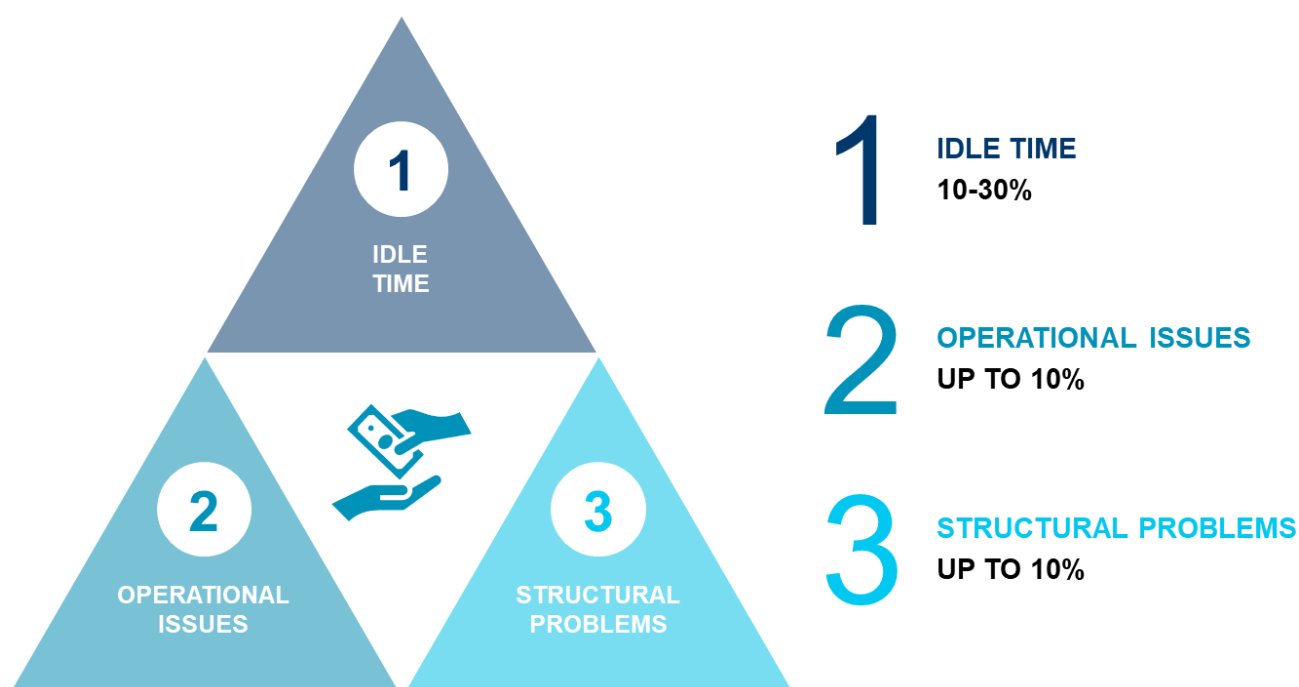 1
IDLE
TIME
2
OPERATIONAL
ISSUES
3
STRUCTURAL
PROBLEMS
1
IDLE TIME
10-30%
2
OPERATIONAL ISSUES
UP TO 10%
3
STRUCTURAL PROBLEMS
UP TO 10%